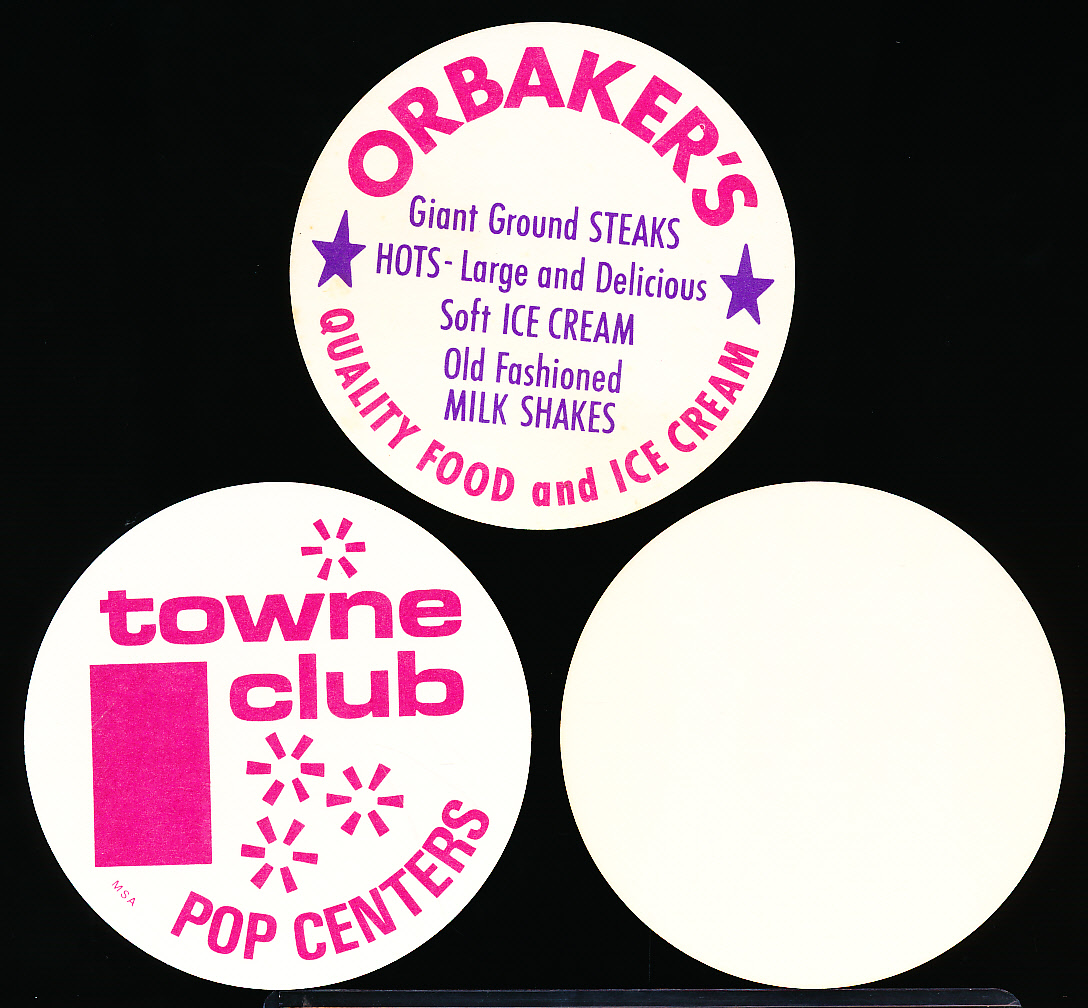 ORBAKER'S
Giant Ground STEAKS
HOTS - Large and Delicious
Soft ICE CREAM
Old Fashioned
MILK SHAKES
QUALITY FOOD and ICE CREAM
towne
club
MSA
POP CENTERS